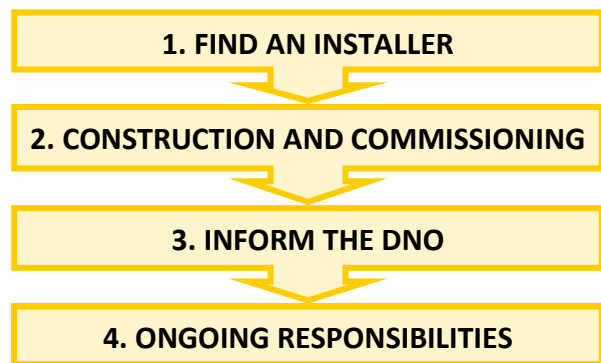 1. FIND AN INSTALLER
2. CONSTRUCTION AND COMMISSIONING
3. INFORM THE DNO
4. ONGOING RESPONSIBILITIES